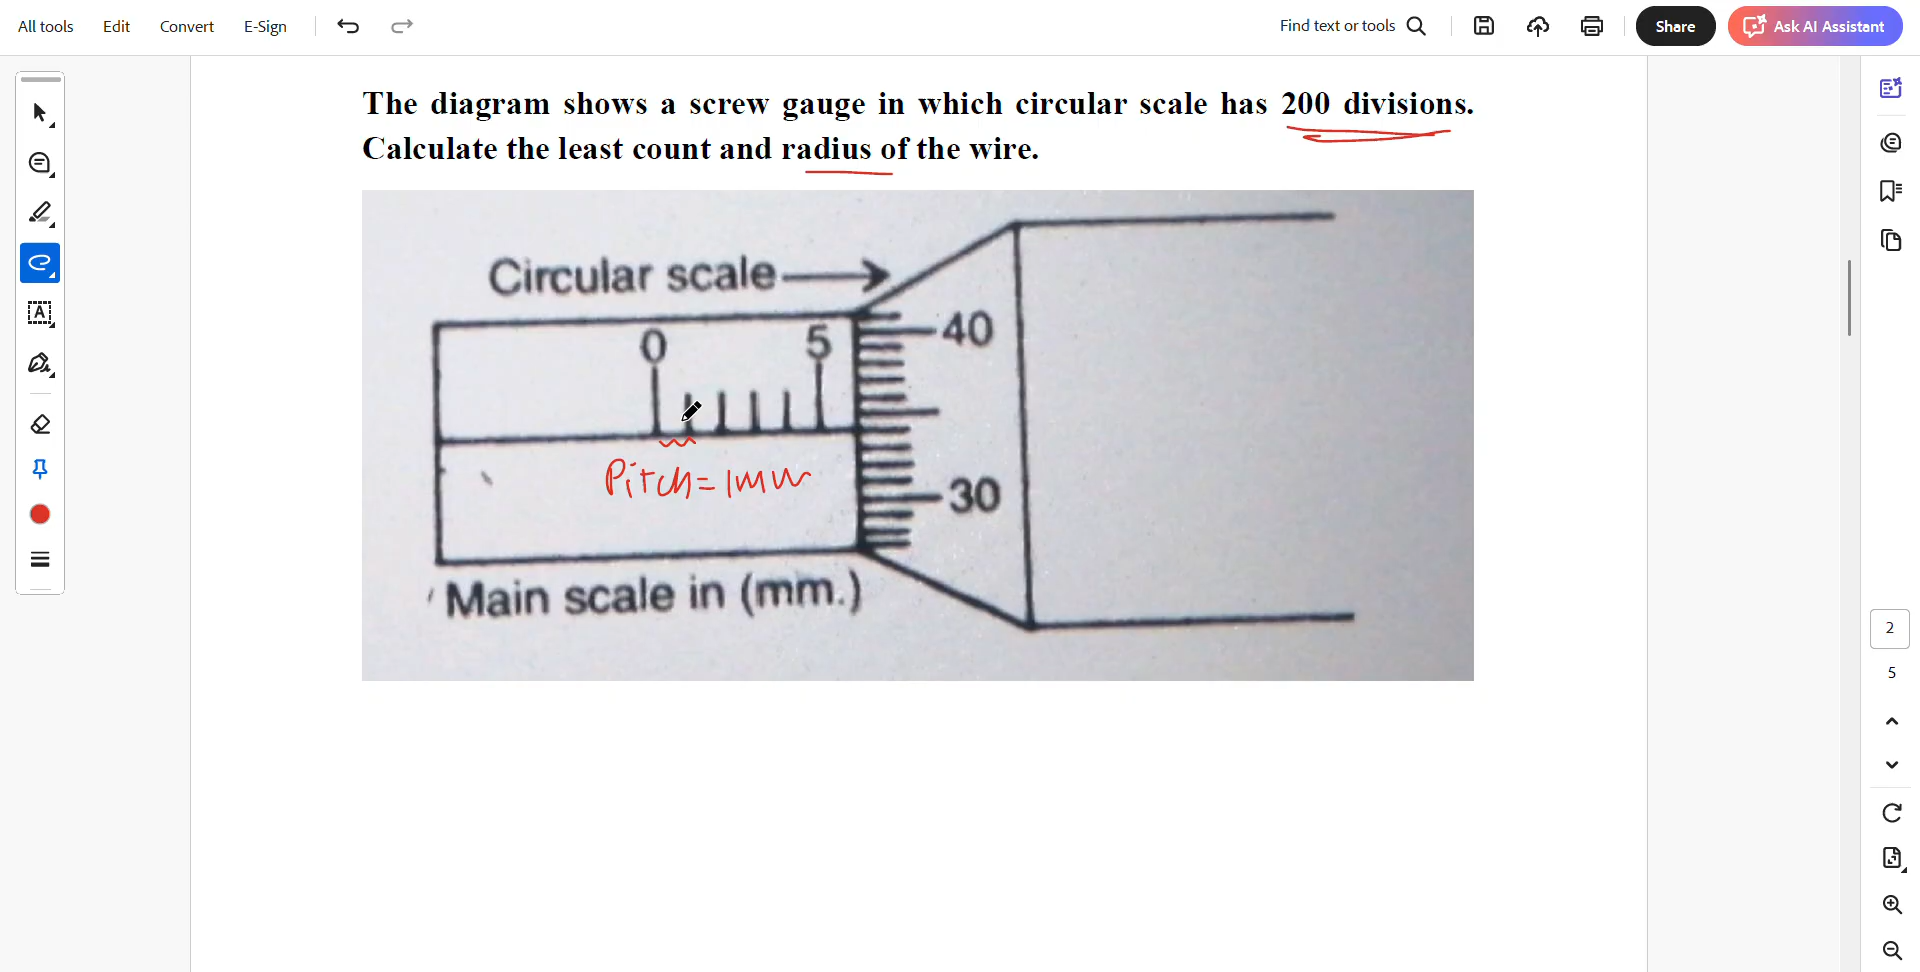 All tools Edit Convert E-Sign Find text or tools Share Ask AI Assistant
The diagram shows a screw gauge in which circular scale has 200 divisions.
Calculate the least count and radius of the wire.
Circular scale
0 5 40
Pitch = 1mm
30
Main scale in (mm.)
A
2
5